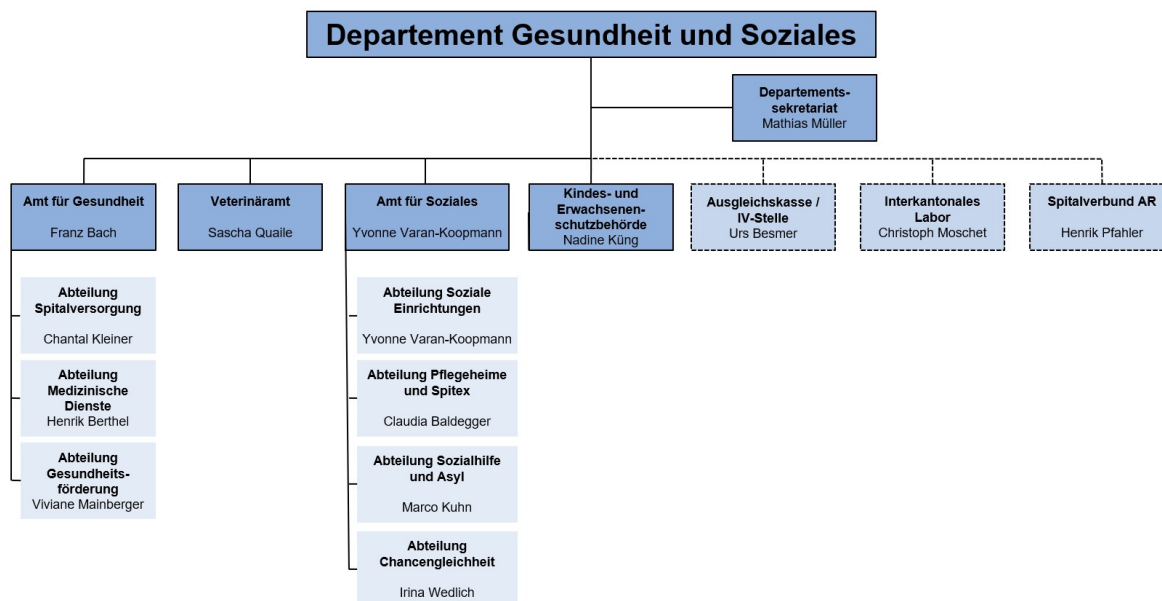 Departement Gesundheit und Soziales
Departements-
sekretariat
Mathias Müller
Amt für Gesundheit
Franz Bach
Veterinäramt
Sascha Quaile
Amt für Soziales
Yvonne Varan-Koopmann
Kindes- und
Erwachsenen-
schutzbehörde
Nadine Küng
Ausgleichskasse /
IV-Stelle
Urs Besmer
Interkantonales
Labor
Christoph Moschet
Spitalverbund AR
Henrik Pfahler
Abteilung
Spitalversorgung
Chantal Kleiner
Abteilung
Medizinische
Dienste
Henrik Berthel
Abteilung
Gesundheits-
förderung
Viviane Mainberger
Abteilung Soziale
Einrichtungen
Yvonne Varan-Koopmann
Abteilung Pflegeheime
und Spitex
Claudia Baldegger
Abteilung Sozialhilfe
und Asyl
Marco Kuhn
Abteilung
Chancengleichheit
Irina Wedlich